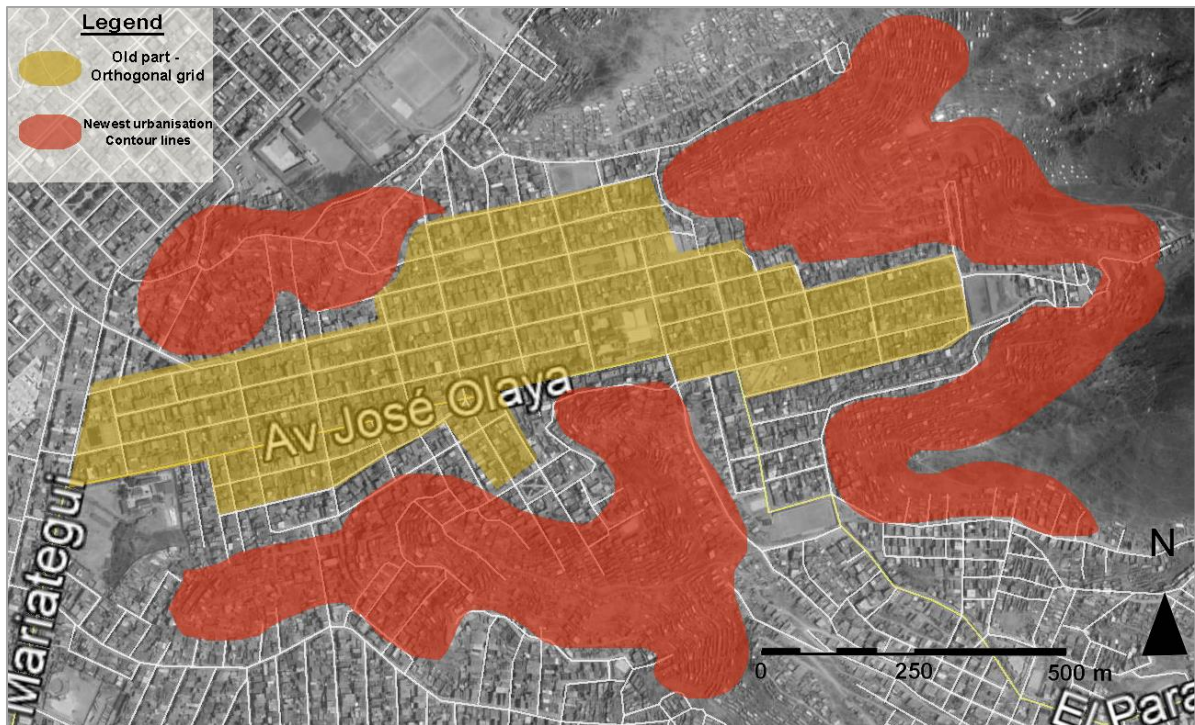 Legend
Old part -
Orthogonal grid
Newest urbanisation
Contour lines
Av José Olaya
Mariategui
N
0 250 500 m
El Para